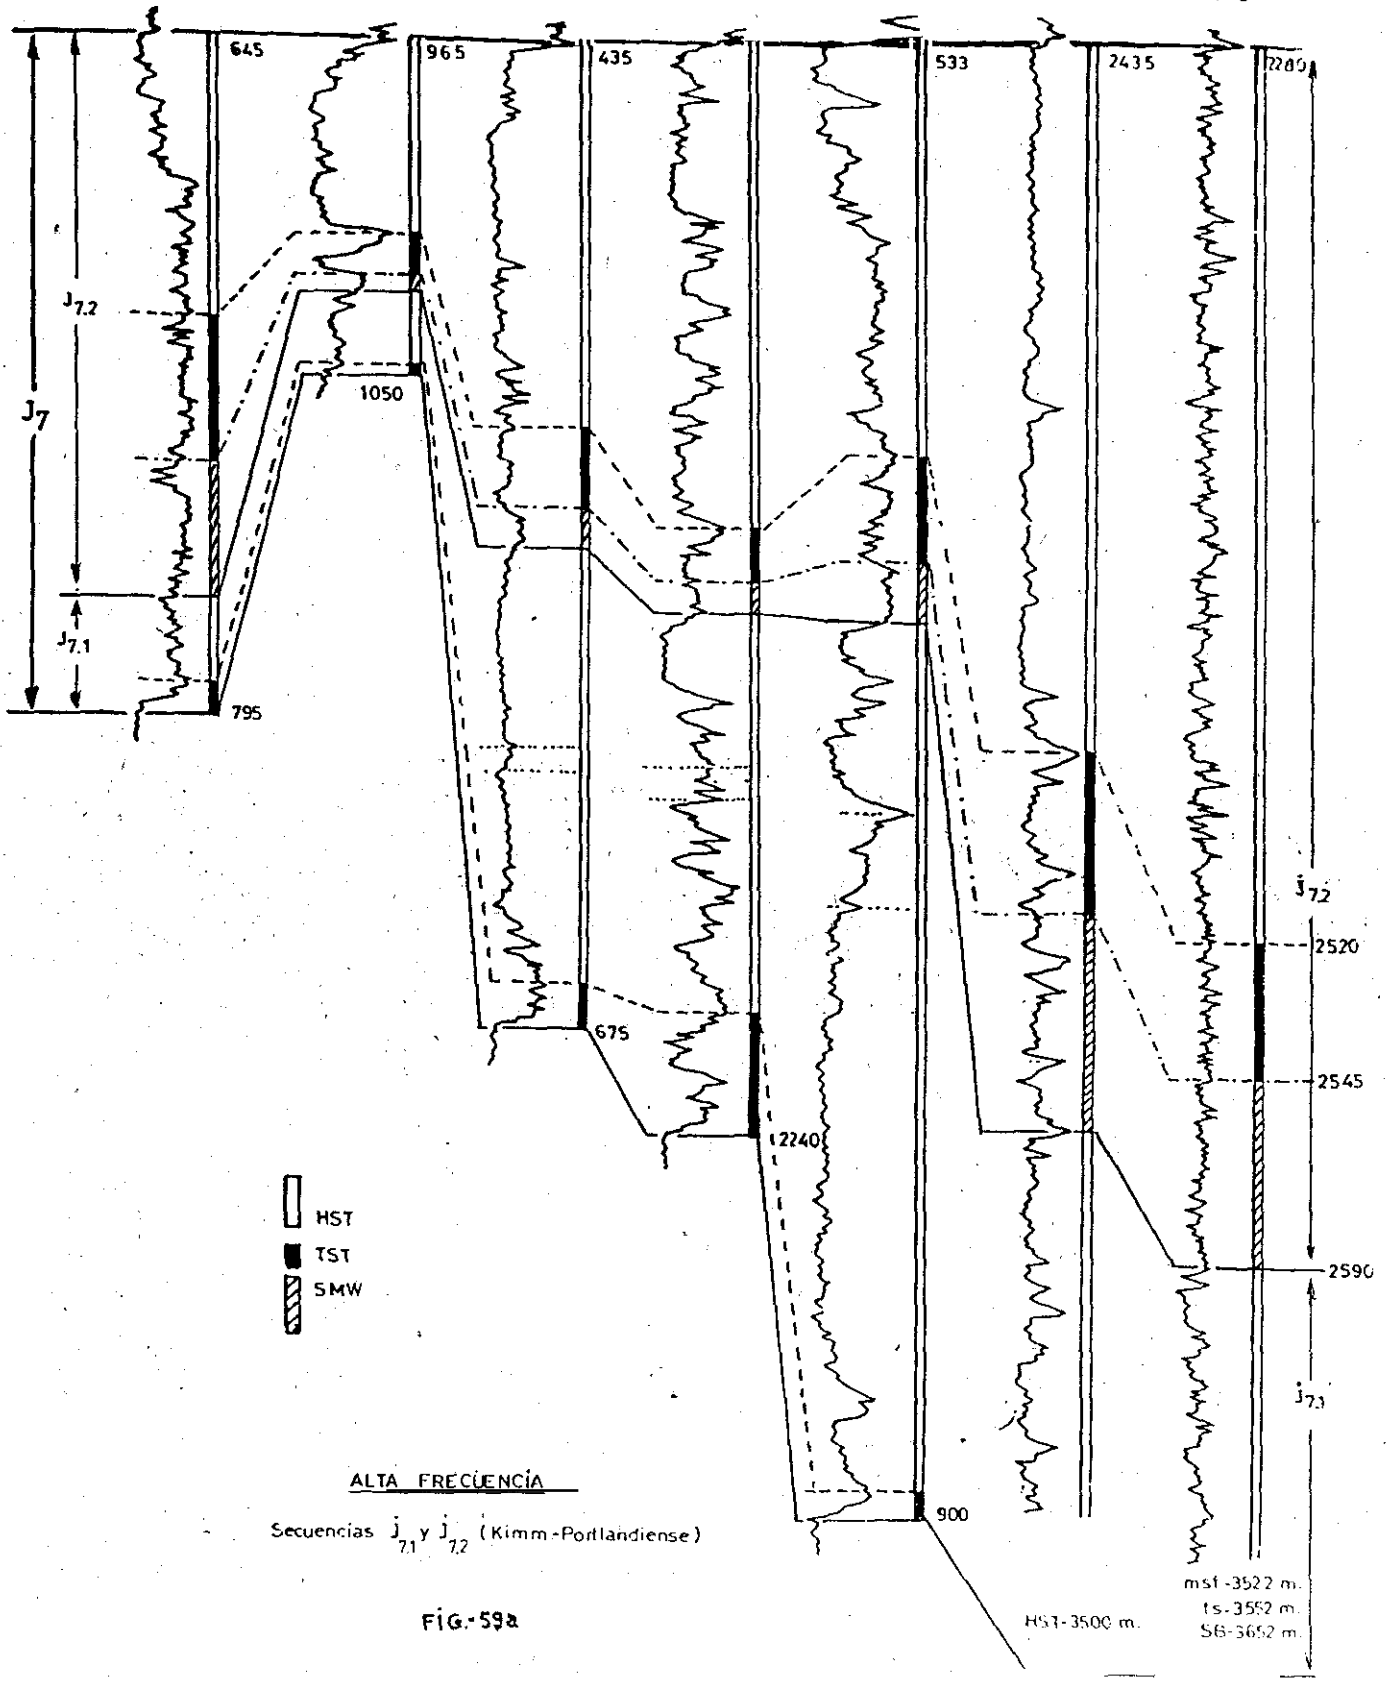 645
965
435
533
2435
2280
J7.2
1050
J7
J7.1
795
j7.2
2520
675
2545
2240
HST
TST
SMW
2590
j7.1
ALTA FRECUENCIA
900
Secuencias j7.1 y j7.2 (Kimm-Portlandiense)
msf-3522 m.
ts-3552 m.
FIG.-59a
HST-3500 m.
SB-3652 m.